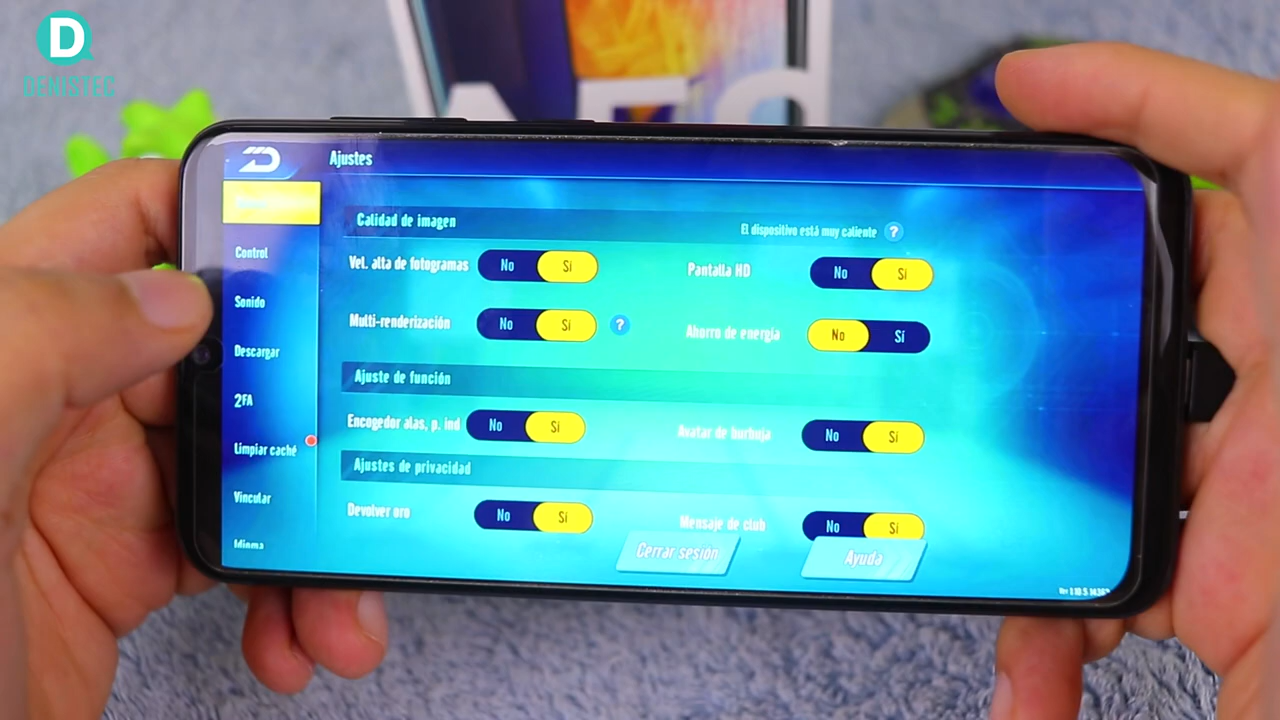 D
DENISTEC
Ajustes
Calidad de imagen
El dispositivo está muy caliente ?
Control
Vel. alta de fotogramas No Sí
Pantalla HD No Sí
Sonido
Multi-renderización No Sí ?
Ahorro de energía No Sí
Descargar
Ajuste de función
2FA
Encogedor alas, p. ind No Sí
Avatar de burbuja No Sí
Limpiar caché
Ajustes de privacidad
Vincular
Devolver oro No Sí
Mensaje de club No Sí
Idioma
Cerrar sesión
Ayuda